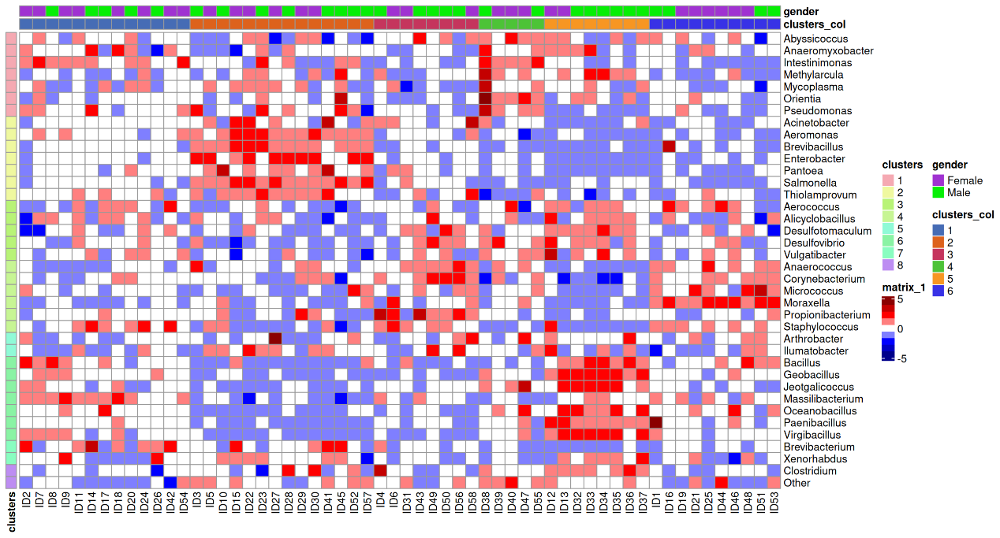 gender
clusters_col
Abyssicoccus
Anaeromyxobacter
Intestinimonas
Methylarcula
Mycoplasma
Orientia
Pseudomonas
Acinetobacter
Aeromonas
Brevibacillus
Enterobacter
Pantoea
Salmonella
Thiolamprovum
Aerococcus
Alicyclobacillus
Desulfotomaculum
Desulfovibrio
Vulgatibacter
Anaerococcus
Corynebacterium
Micrococcus
Moraxella
Propionibacterium
Staphylococcus
Arthrobacter
Ilumatobacter
Bacillus
Geobacillus
Jeotgalicoccus
Massilibacterium
Oceanobacillus
Paenibacillus
Virgibacillus
Brevibacterium
Xenorhabdus
Clostridium
Other
clusters
ID2 ID7 ID8 ID9 ID11 ID14 ID17 ID18 ID20 ID24 ID26 ID42 ID54 ID3 ID5 ID10 ID15 ID22 ID23 ID27 ID28 ID29 ID30 ID41 ID45 ID52 ID57 ID4 ID6 ID31 ID43 ID49 ID50 ID56 ID58 ID38 ID39 ID40 ID47 ID55 ID12 ID13 ID32 ID33 ID34 ID35 ID36 ID37 ID1 ID16 ID19 ID21 ID25 ID44 ID46 ID48 ID51 ID53
clusters
1
2
3
4
5
6
7
8
gender
Female
Male
clusters_col
1
2
3
4
5
6
matrix_1
5
0
-5